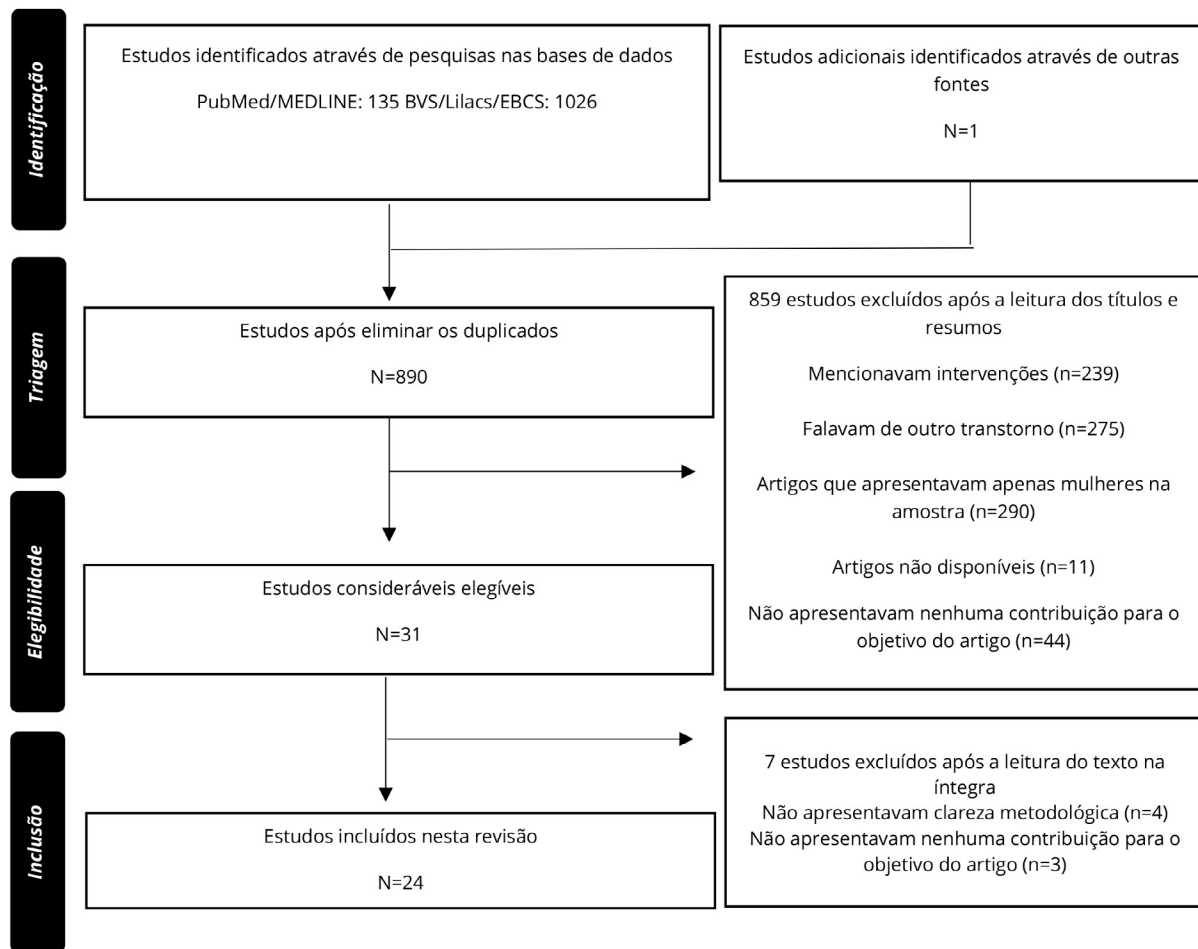 Identificação
Estudos identificados através de pesquisas nas bases de dados
PubMed/MEDLINE: 135 BVS/Lilacs/EBCS: 1026
Estudos adicionais identificados através de outras
fontes
N=1
Triagem
Estudos após eliminar os duplicados
N=890
859 estudos excluídos após a leitura dos títulos e
resumos
Mencionavam intervenções (n=239)
Falavam de outro transtorno (n=275)
Artigos que apresentavam apenas mulheres na
amostra (n=290)
Artigos não disponíveis (n=11)
Não apresentavam nenhuma contribuição para o
objetivo do artigo (n=44)
Elegibilidade
Estudos consideráveis elegíveis
N=31
7 estudos excluídos após a leitura do texto na
íntegra
Não apresentavam clareza metodológica (n=4)
Não apresentavam nenhuma contribuição para o
objetivo do artigo (n=3)
Inclusão
Estudos incluídos nesta revisão
N=24